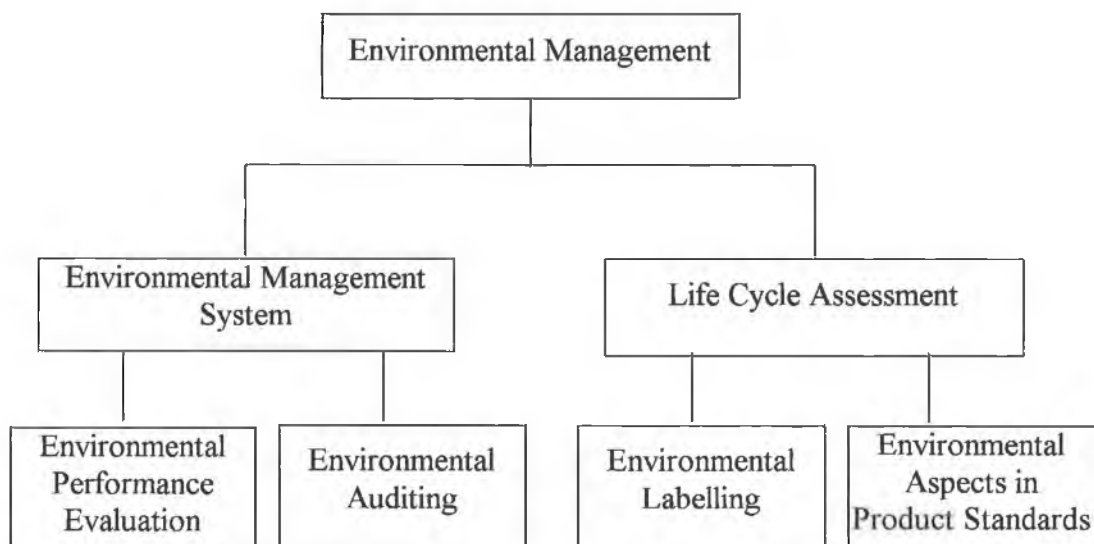 Environmental Management
Environmental Management
System
Life Cycle Assessment
Environmental
Performance
Evaluation
Environmental
Auditing
Environmental
Labelling
Environmental
Aspects in
Product Standards